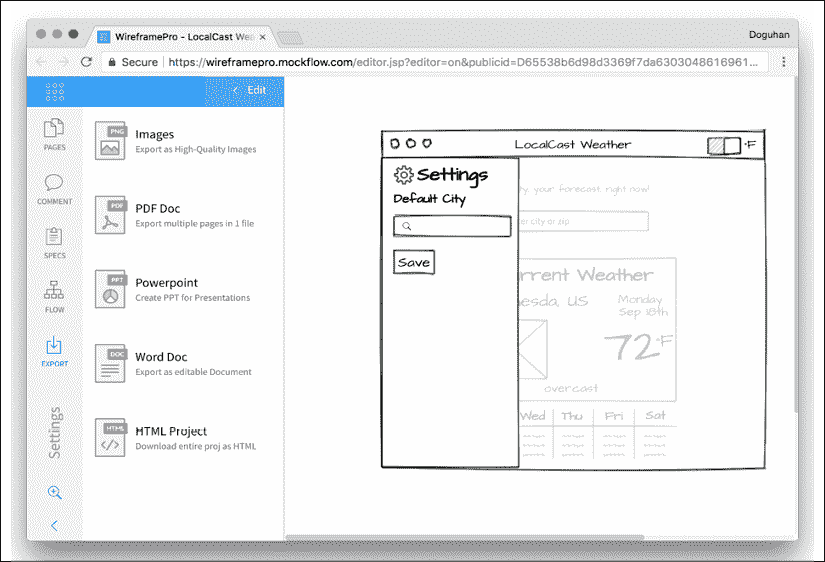 WireframePro - LocalCast Wea
Doguhan
Secure
https://wireframepro.mockflow.com/editor.jsp?editor=on&publicid=D65538b6d98d3369f7da6303048616961...
Edit
PAGES
COMMENT
SPECS
FLOW
EXPORT
Settings
PNG
Images
Export as High-Quality Images
PDF
PDF Doc
Export multiple pages in 1 file
PPT
Powerpoint
Create PPT for Presentations
DOC
Word Doc
Export as editable Document
HTML
HTML Project
Download entire proj as HTML
LocalCast Weather
°F
Settings
Default City
Save
your forecast, right now!
city or zip
rrent Weather
esda, US
Monday
Sep 18th
72°F
overcast
Wed Thu Fri Sat